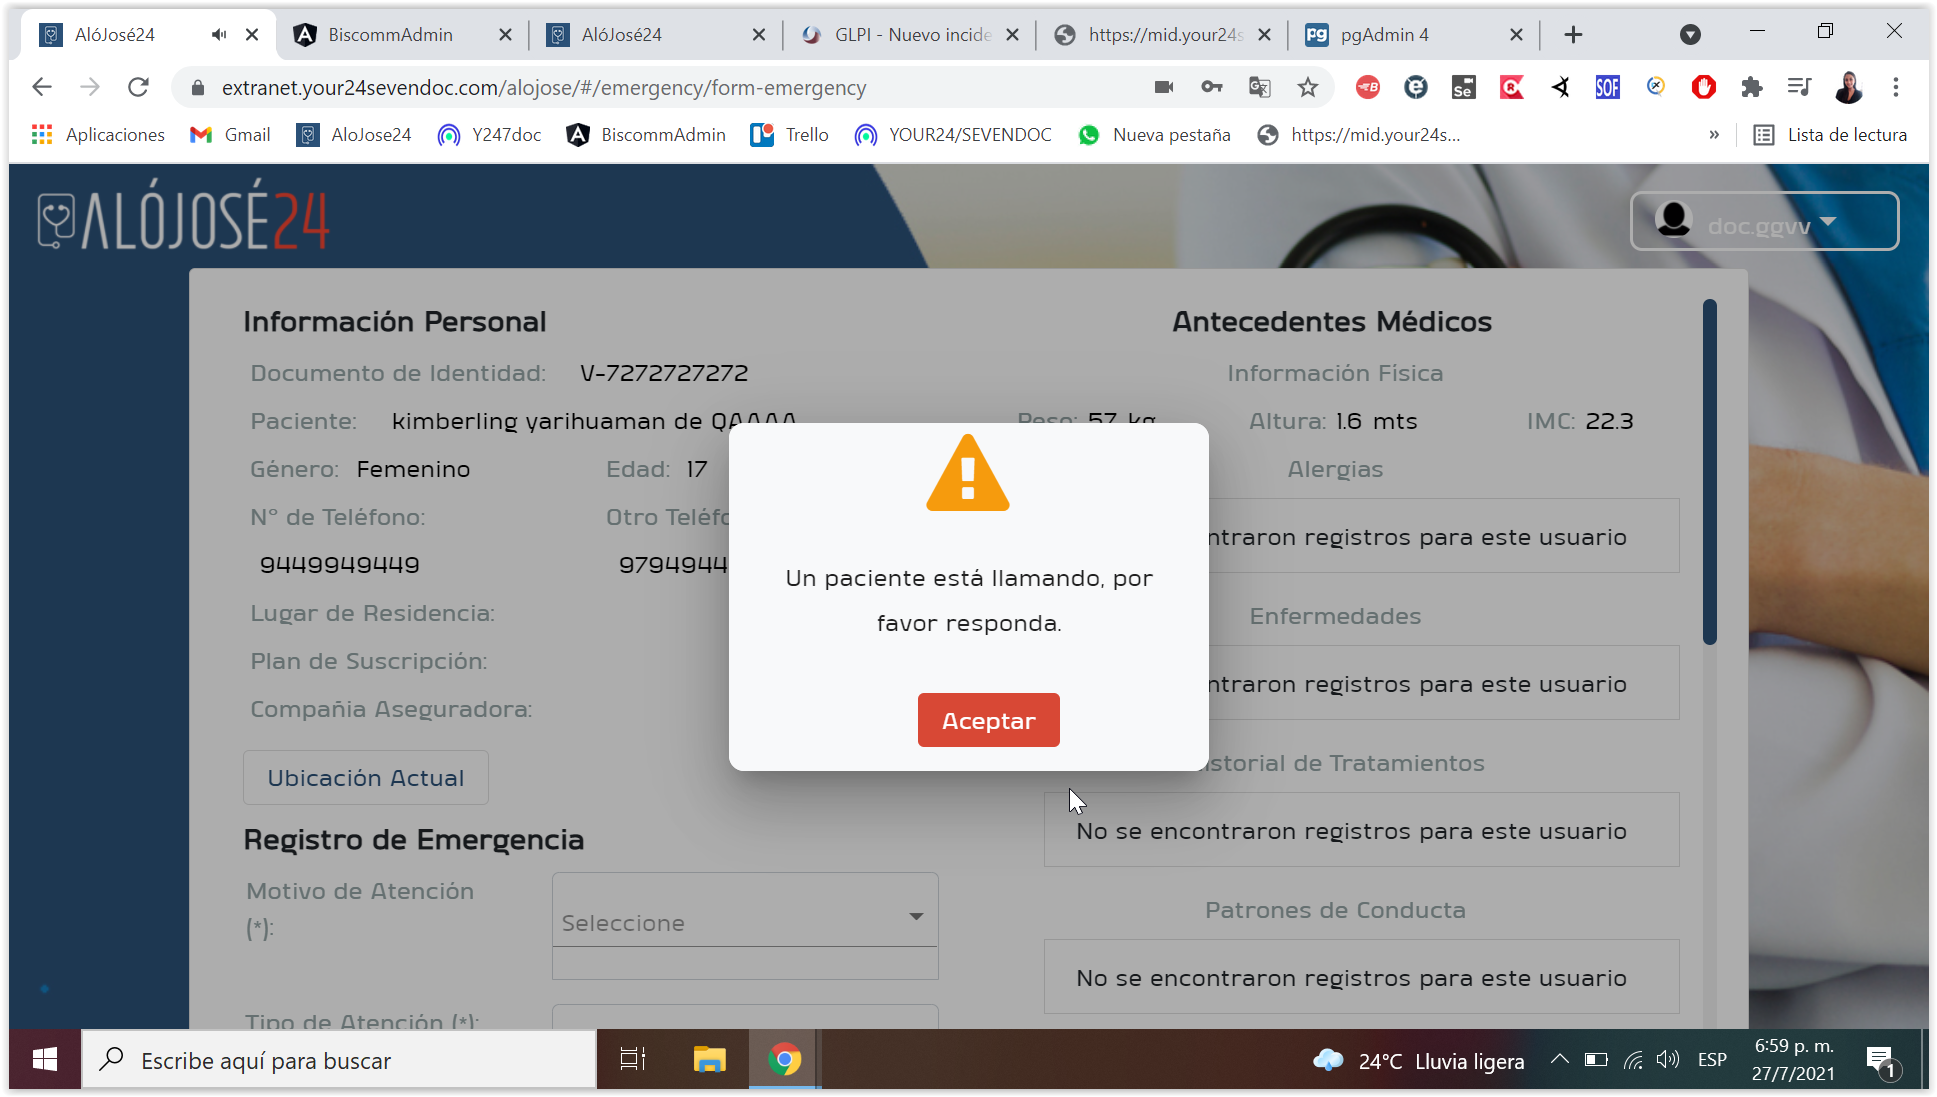 AlóJosé24
BiscommAdmin
AlóJosé24
GLPI - Nuevo incide
https://mid.your24s
pgAdmin 4
extranet.your24sevendoc.com/alojose/#/emergency/form-emergency
Aplicaciones
Gmail
AloJose24
Y247doc
BiscommAdmin
Trello
YOUR24/SEVENDOC
Nueva pestaña
https://mid.your24s...
»
Lista de lectura
ALÓJOSÉ24
doc.ggvv
Información Personal
Antecedentes Médicos
Documento de Identidad: V-7272727272
Información Física
Paciente: kimberling yarihuaman de QAAAA
Peso: 57 kg
Altura: 1.6 mts
IMC: 22.3
Género: Femenino
Edad: 17
Alergias
N° de Teléfono:
Otro Teléfo
9449949449
9794944
ntraron registros para este usuario
Un paciente está llamando, por
favor responda.
Aceptar
Lugar de Residencia:
Enfermedades
Plan de Suscripción:
ntraron registros para este usuario
Compañia Aseguradora:
Ubicación Actual
istorial de Tratamientos
Registro de Emergencia
No se encontraron registros para este usuario
Motivo de Atención
(*):
Seleccione
Patrones de Conducta
No se encontraron registros para este usuario
Tipo de Atención (*):
Escribe aquí para buscar
24°C Lluvia ligera
ESP
6:59 p. m.
27/7/2021
1